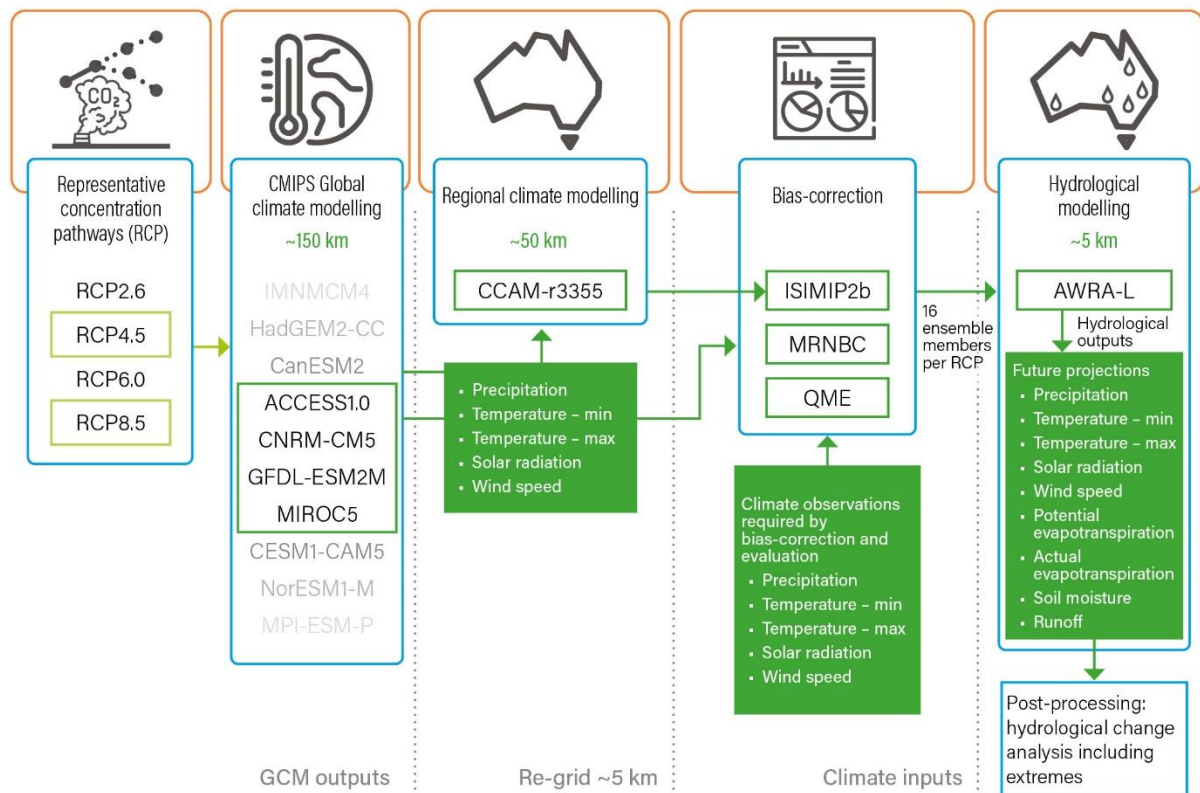 CO₂
Representative
concentration
pathways (RCP)
RCP2.6
RCP4.5
RCP6.0
RCP8.5
CMIPS Global
climate modelling
~150 km
IMNMCM4
HadGEM2-CC
CanESM2
ACCESS1.0
CNRM-CM5
GFDL-ESM2M
MIROC5
CESM1-CAM5
NorESM1-M
MPI-ESM-P
GCM outputs
Regional climate modelling
~50 km
CCAM-r3355
▪ Precipitation
▪ Temperature – min
▪ Temperature – max
▪ Solar radiation
▪ Wind speed
Re-grid ~5 km
Bias-correction
ISIMIP2b
MRNBC
QME
Climate observations
required by
bias-correction and
evaluation
▪ Precipitation
▪ Temperature – min
▪ Temperature – max
▪ Solar radiation
▪ Wind speed
Climate inputs
16
ensemble
members
per RCP
Hydrological
modelling
~5 km
AWRA-L
Hydrological
outputs
Future projections
▪ Precipitation
▪ Temperature – min
▪ Temperature – max
▪ Solar radiation
▪ Wind speed
▪ Potential
evapotranspiration
▪ Actual
evapotranspiration
▪ Soil moisture
▪ Runoff
Post-processing:
hydrological change
analysis including
extremes